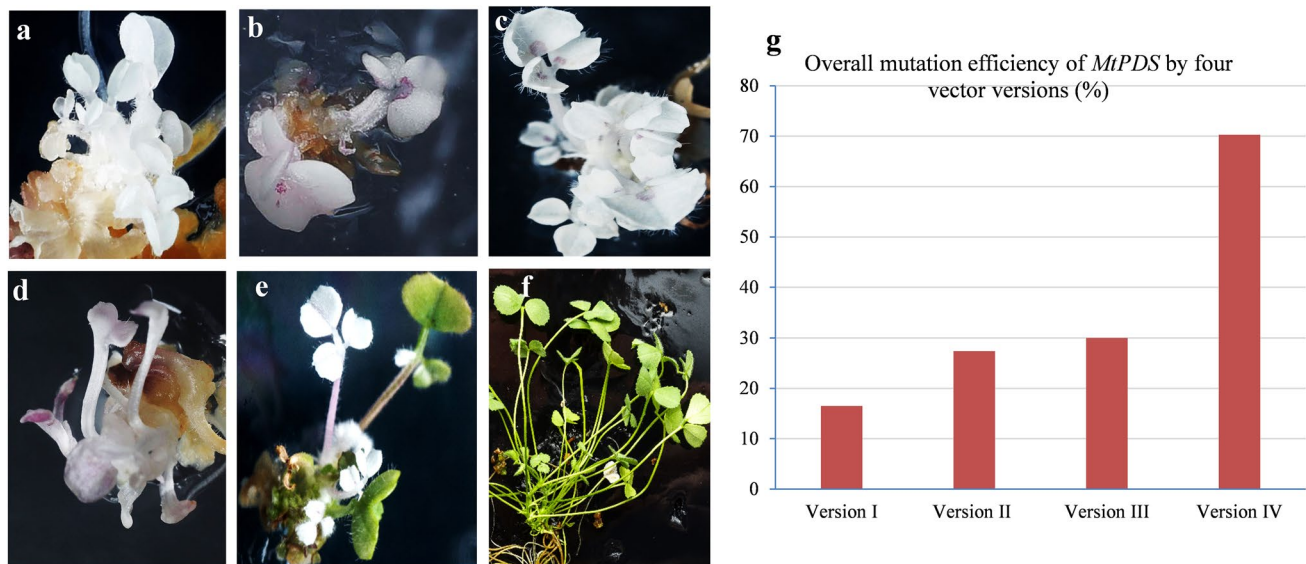 a
b
c
d
e
f
g
Overall mutation efficiency of MtPDS by four
vector versions (%)
80
70
60
50
40
30
20
10
0
Version I Version II Version III Version IV